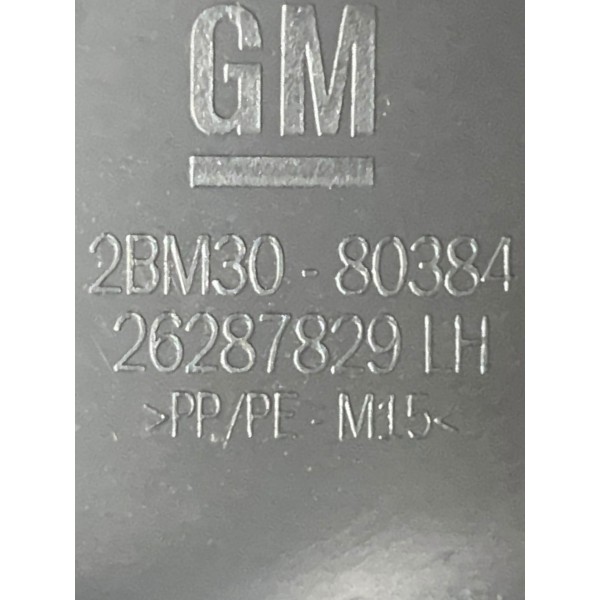 GM
2BM30 - 80384
26287829 LH
>PP/PE - M15<